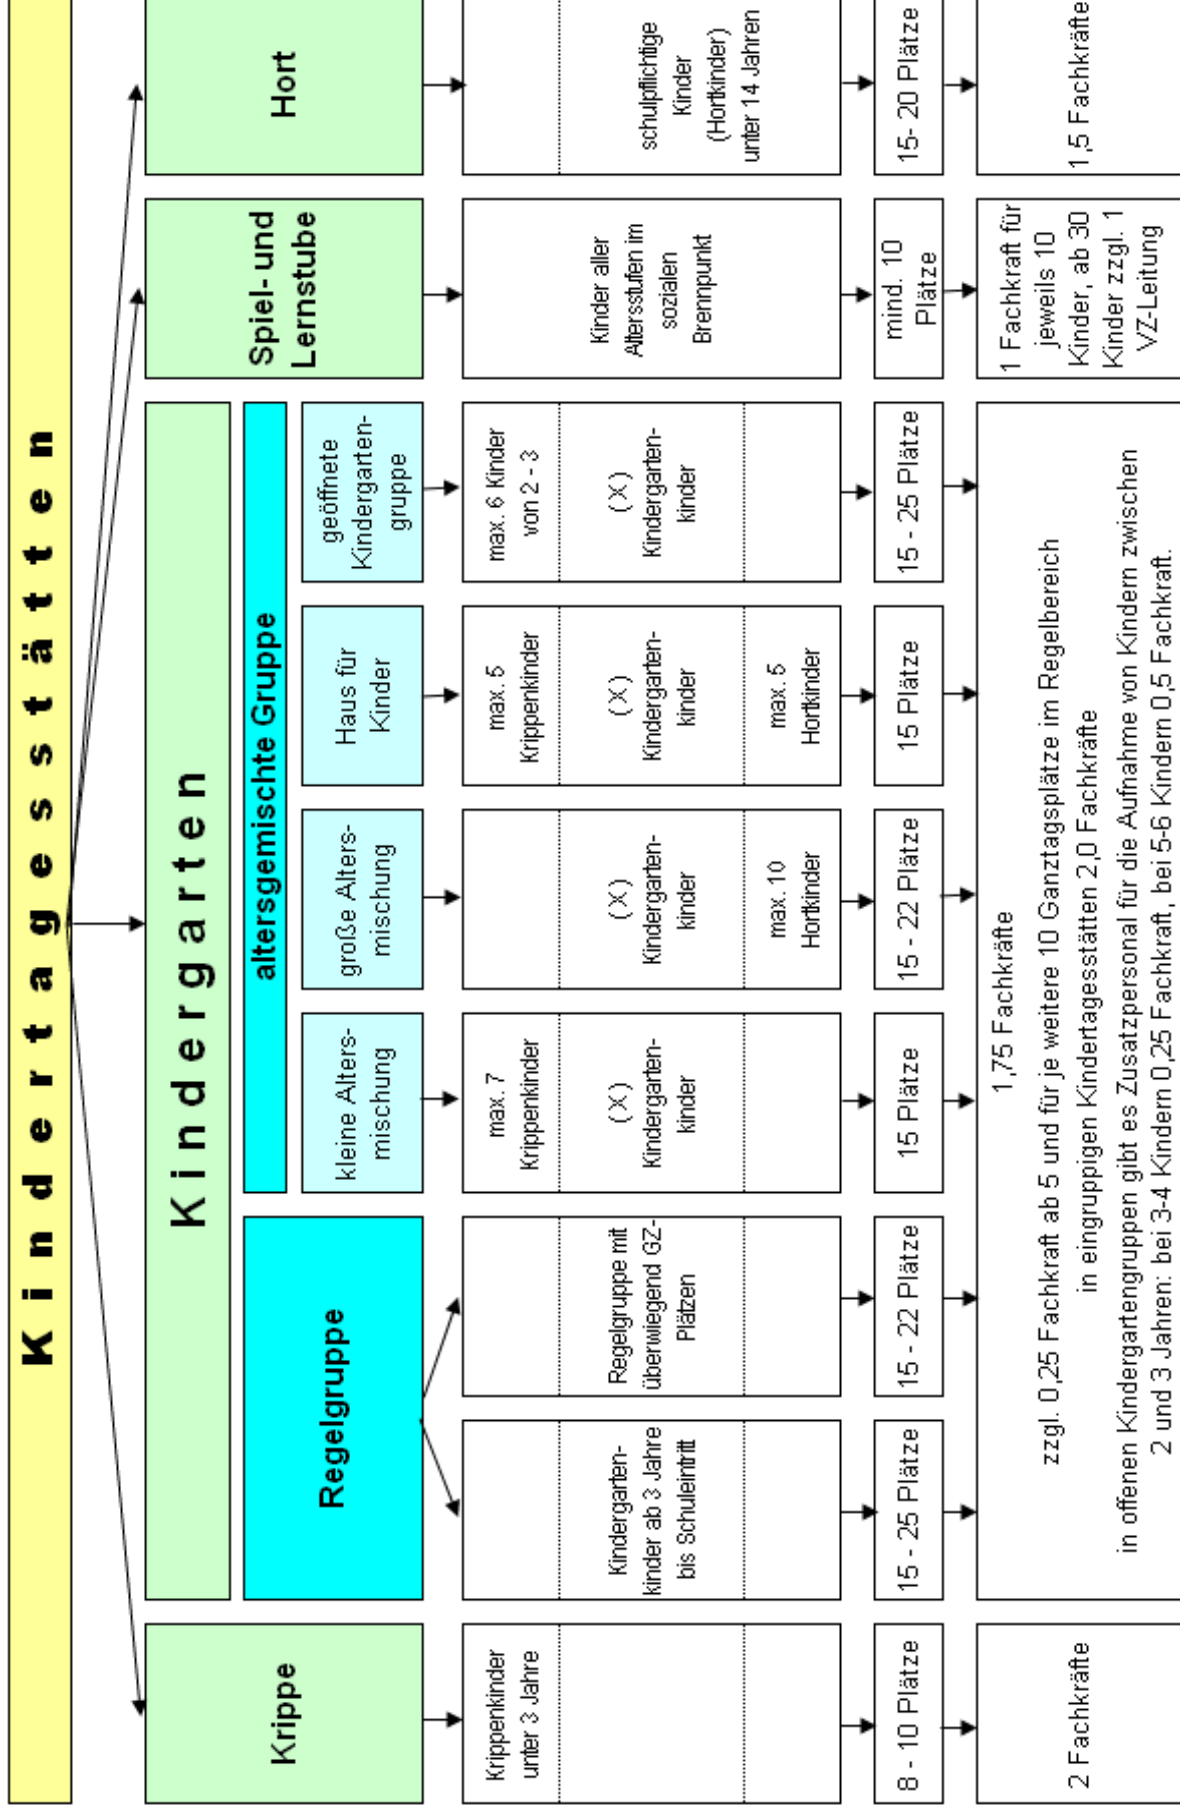 Kindertagesstätten
Krippe
Kindergarten
Spiel- und
Lernstube
Hort
Regelgruppe
altersgemischte Gruppe
kleine Alters-
mischung
große Alters-
mischung
Haus für
Kinder
geöffnete
Kindergarten-
gruppe
Krippenkinder
unter 3 Jahre
Kindergarten-
kinder ab 3 Jahre
bis Schuleintritt
Regelgruppe mit
überwiegend GZ-
Plätzen
max. 7
Krippenkinder
( X )
Kindergarten-
kinder
( X )
Kindergarten-
kinder
max. 10
Hortkinder
max. 5
Krippenkinder
( X )
Kindergarten-
kinder
max. 5
Hortkinder
max. 6 Kinder
von 2 - 3
( X )
Kindergarten-
kinder
Kinder aller
Altersstufen im
sozialen
Brennpunkt
schulpflichtige
Kinder
(Hortkinder)
unter 14 Jahren
8 - 10 Plätze
15 - 25 Plätze
15 - 22 Plätze
15 Plätze
15 - 22 Plätze
15 Plätze
15 - 25 Plätze
mind. 10
Plätze
15- 20 Plätze
2 Fachkräfte
1,75 Fachkräfte
zzgl. 0,25 Fachkraft ab 5 und für je weitere 10 Ganztagsplätze im Regelbereich
in eingruppigen Kindertagesstätten 2,0 Fachkräfte
in offenen Kindergartengruppen gibt es Zusatzpersonal für die Aufnahme von Kindern zwischen
2 und 3 Jahren: bei 3-4 Kindern 0,25 Fachkraft, bei 5-6 Kindern 0,5 Fachkraft.
1 Fachkraft für
jeweils 10
Kinder, ab 30
Kinder zzgl. 1
VZ-Leitung
1,5 Fachkräfte